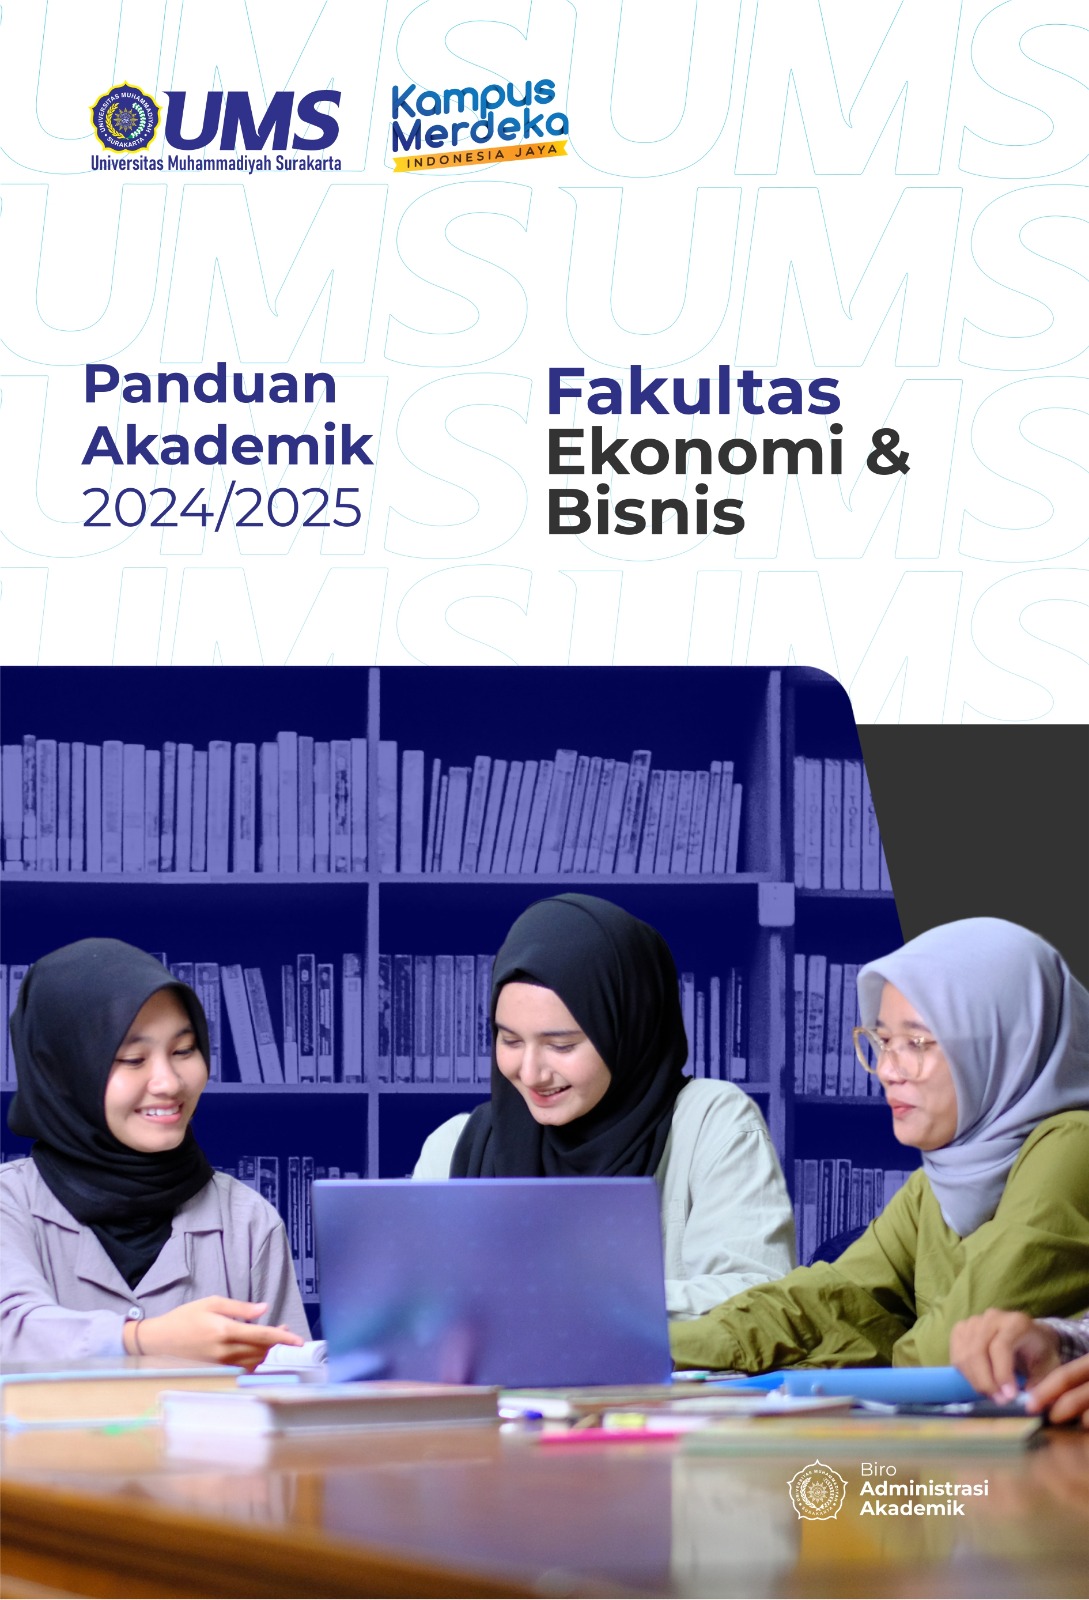 UMS
Universitas Muhammadiyah Surakarta
Kampus
Merdeka
INDONESIA JAYA
Panduan
Akademik
2024/2025
Fakultas
Ekonomi &
Bisnis
Biro
Administrasi
Akademik